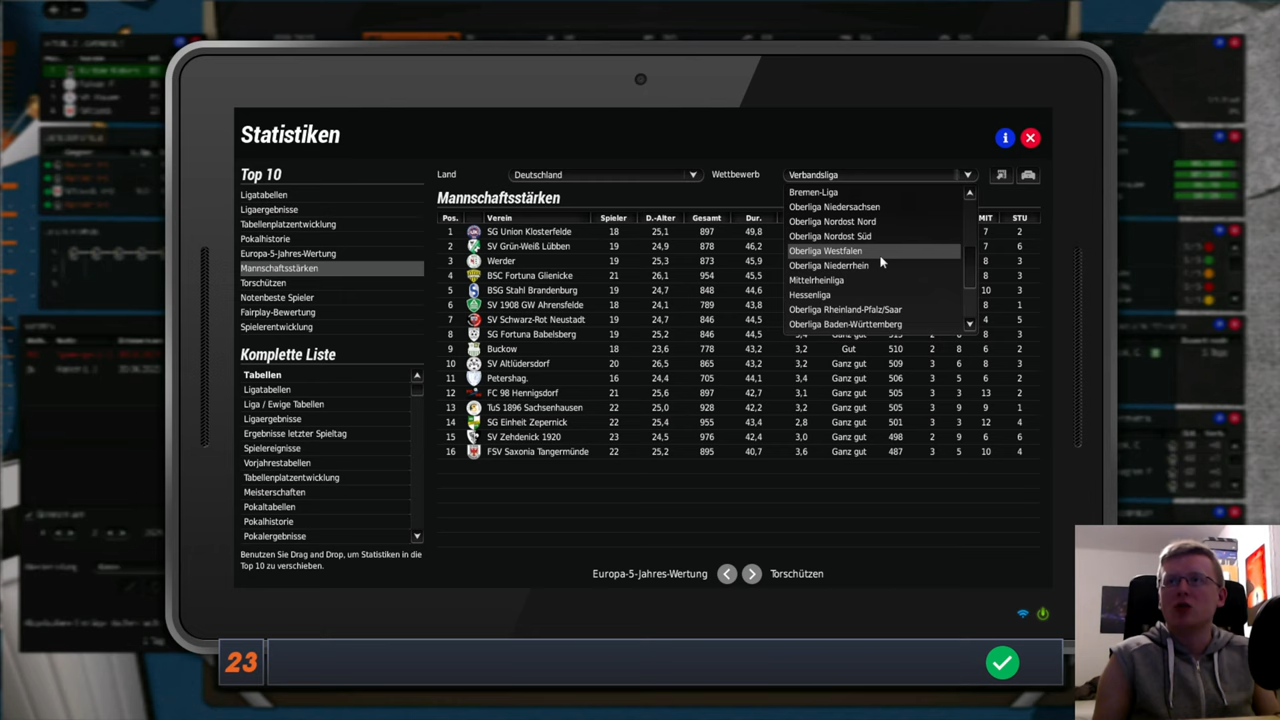 Statistiken
Top 10
Ligatabellen
Ligaergebnisse
Tabellenplatzentwicklung
Pokalhistorie
Europa-5-Jahres-Wertung
Mannschaftsstärken
Torschützen
Notenbeste Spieler
Fairplay-Bewertung
Spielerentwicklung
Komplette Liste
Tabellen
Ligatabellen
Liga / Ewige Tabellen
Ligaergebnisse
Ergebnisse letzter Spieltag
Spielereignisse
Vorjahrestabellen
Tabellenplatzentwicklung
Meisterschaften
Pokaltabellen
Pokalhistorie
Pokalergebnisse
Benutzen Sie Drag and Drop, um Statistiken in die
Top 10 zu verschieben.
Land Deutschland Wettbewerb Verbandsliga
Bremen-Liga
Oberliga Niedersachsen
Oberliga Nordost Nord
Oberliga Nordost Süd
Oberliga Westfalen
Oberliga Niederrhein
Mittelrheinliga
Hessenliga
Oberliga Rheinland-Pfalz/Saar
Oberliga Baden-Württemberg
Mannschaftsstärken
Pos. Verein Spieler D.-Alter Gesamt Dur. MIT STU
1 SG Union Klosterfelde 18 25,1 897 49,8 7 2
2 SV Grün-Weiß Lübben 19 24,9 878 46,2 7 6
3 Werder 19 25,3 873 45,9 8 3
4 BSC Fortuna Glienicke 21 26,1 954 45,5 8 3
5 BSG Stahl Brandenburg 19 24,7 848 44,6 10 3
6 SV 1908 GW Ahrensfelde 18 24,1 789 43,8 8 3
7 SV Schwarz-Rot Neustadt 19 24,7 846 44,5 4 5
8 SG Fortuna Babelsberg 19 25,2 846 44,5 8 3
9 Buckow 18 23,6 778 43,2 3,2 Gut 510 2 8 6 2
10 SV Altlüdersdorf 20 26,5 865 43,2 3,2 Ganz gut 509 3 6 8 3
11 Petershag. 16 24,4 705 44,1 3,4 Ganz gut 506 3 5 6 2
12 FC 98 Hennigsdorf 21 25,6 897 42,7 3,1 Ganz gut 505 3 3 13 2
13 TuS 1896 Sachsenhausen 22 25,0 928 42,2 3,2 Ganz gut 505 3 9 9 1
14 SG Einheit Zepernick 22 25,4 955 43,4 2,8 Ganz gut 501 3 3 12 4
15 SV Zehdenick 1920 23 24,5 976 42,4 3,0 Ganz gut 498 2 9 6 6
16 FSV Saxonia Tangermünde 22 25,2 895 40,7 3,6 Ganz gut 487 3 5 10 4
Europa-5-Jahres-Wertung Torschützen
23